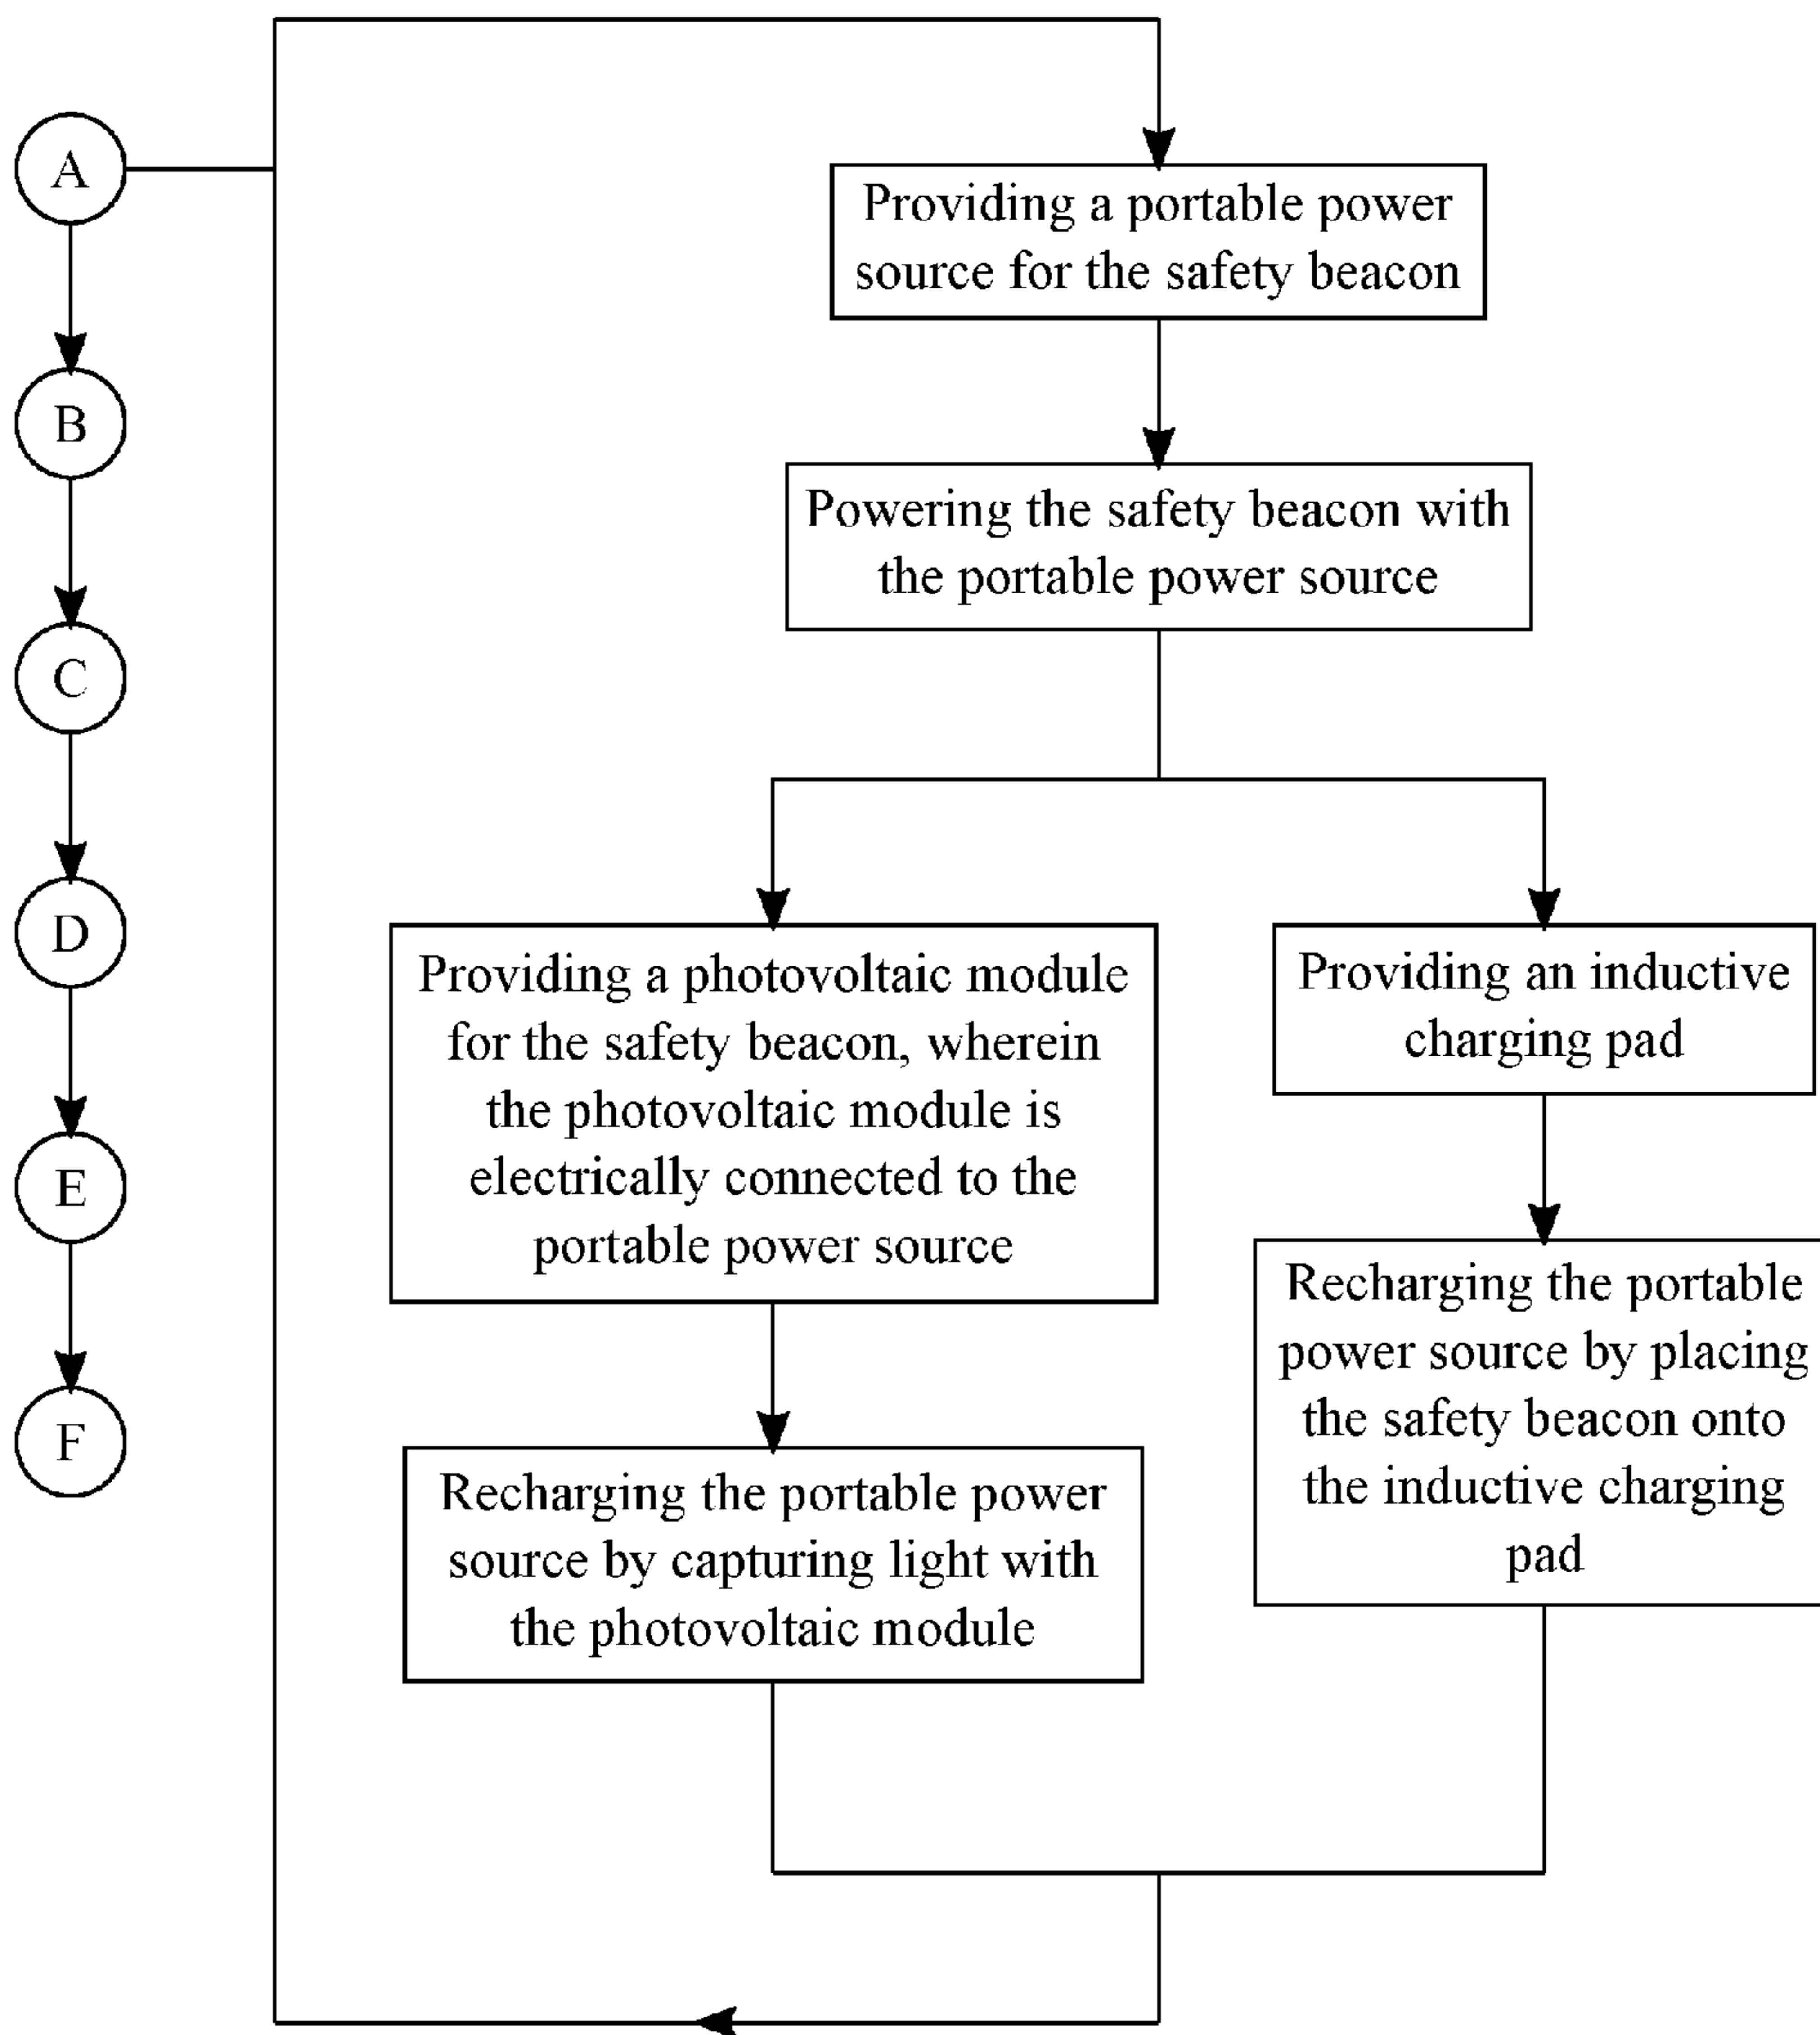 A
B
C
D
E
F
Providing a portable power
source for the safety beacon
Powering the safety beacon with
the portable power source
Providing a photovoltaic module
for the safety beacon, wherein
the photovoltaic module is
electrically connected to the
portable power source
Recharging the portable power
source by capturing light with
the photovoltaic module
Providing an inductive
charging pad
Recharging the portable
power source by placing
the safety beacon onto
the inductive charging
pad